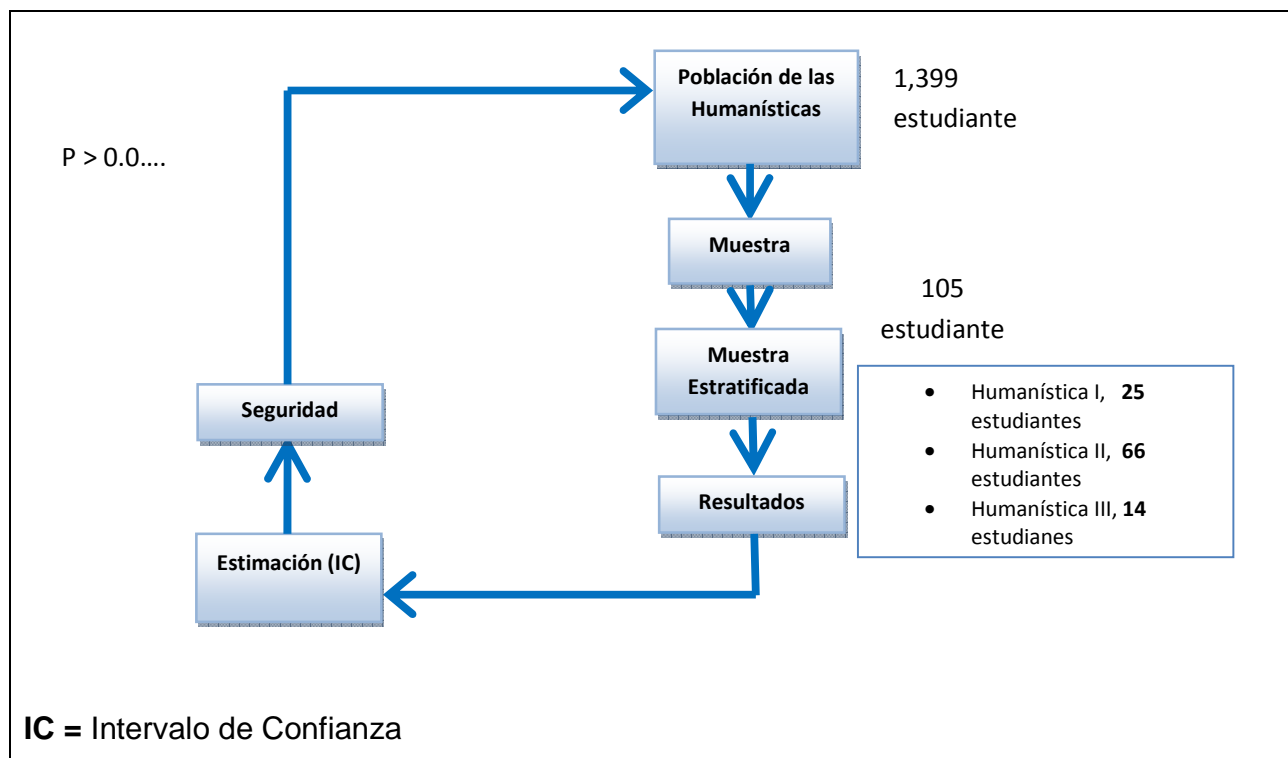 Población de las
Humanísticas
1,399
estudiante
P > 0.0....
Muestra
105
estudiante
Muestra
Estratificada
• Humanística I, 25
estudiantes
• Humanística II, 66
estudiantes
• Humanística III, 14
estudianes
Seguridad
Resultados
Estimación (IC)
IC = Intervalo de Confianza